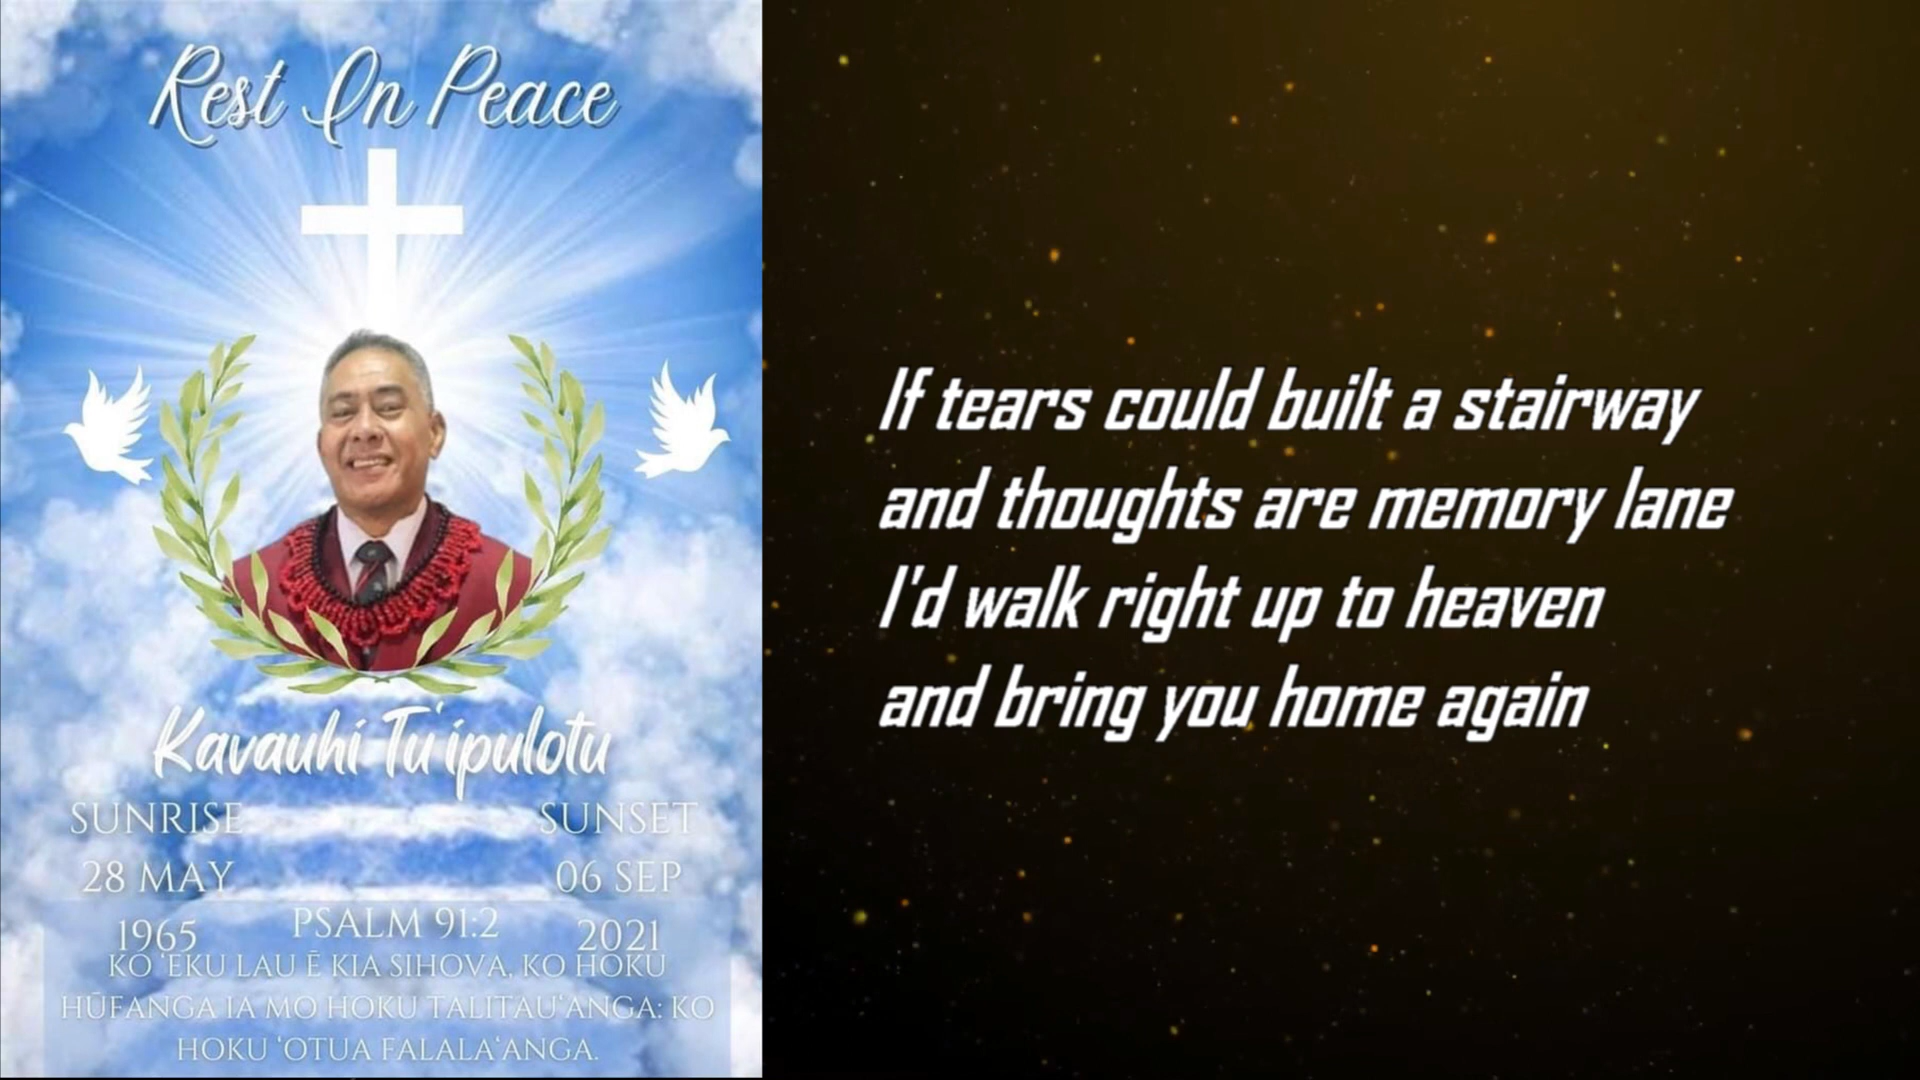 Rest In Peace
Kavauhi Tu'ipulotu
SUNRISE
28 MAY
1965
SUNSET
06 SEP
2021
PSALM 91:2
KO 'EKU LAU Ē KIA SIHOVA, KO HOKU
HŪFANGA IA MO HOKU TALITAU'ANGA: KO
HOKU 'OTUA FALALA'ANGA.
If tears could built a stairway
and thoughts are memory lane
I'd walk right up to heaven
and bring you home again